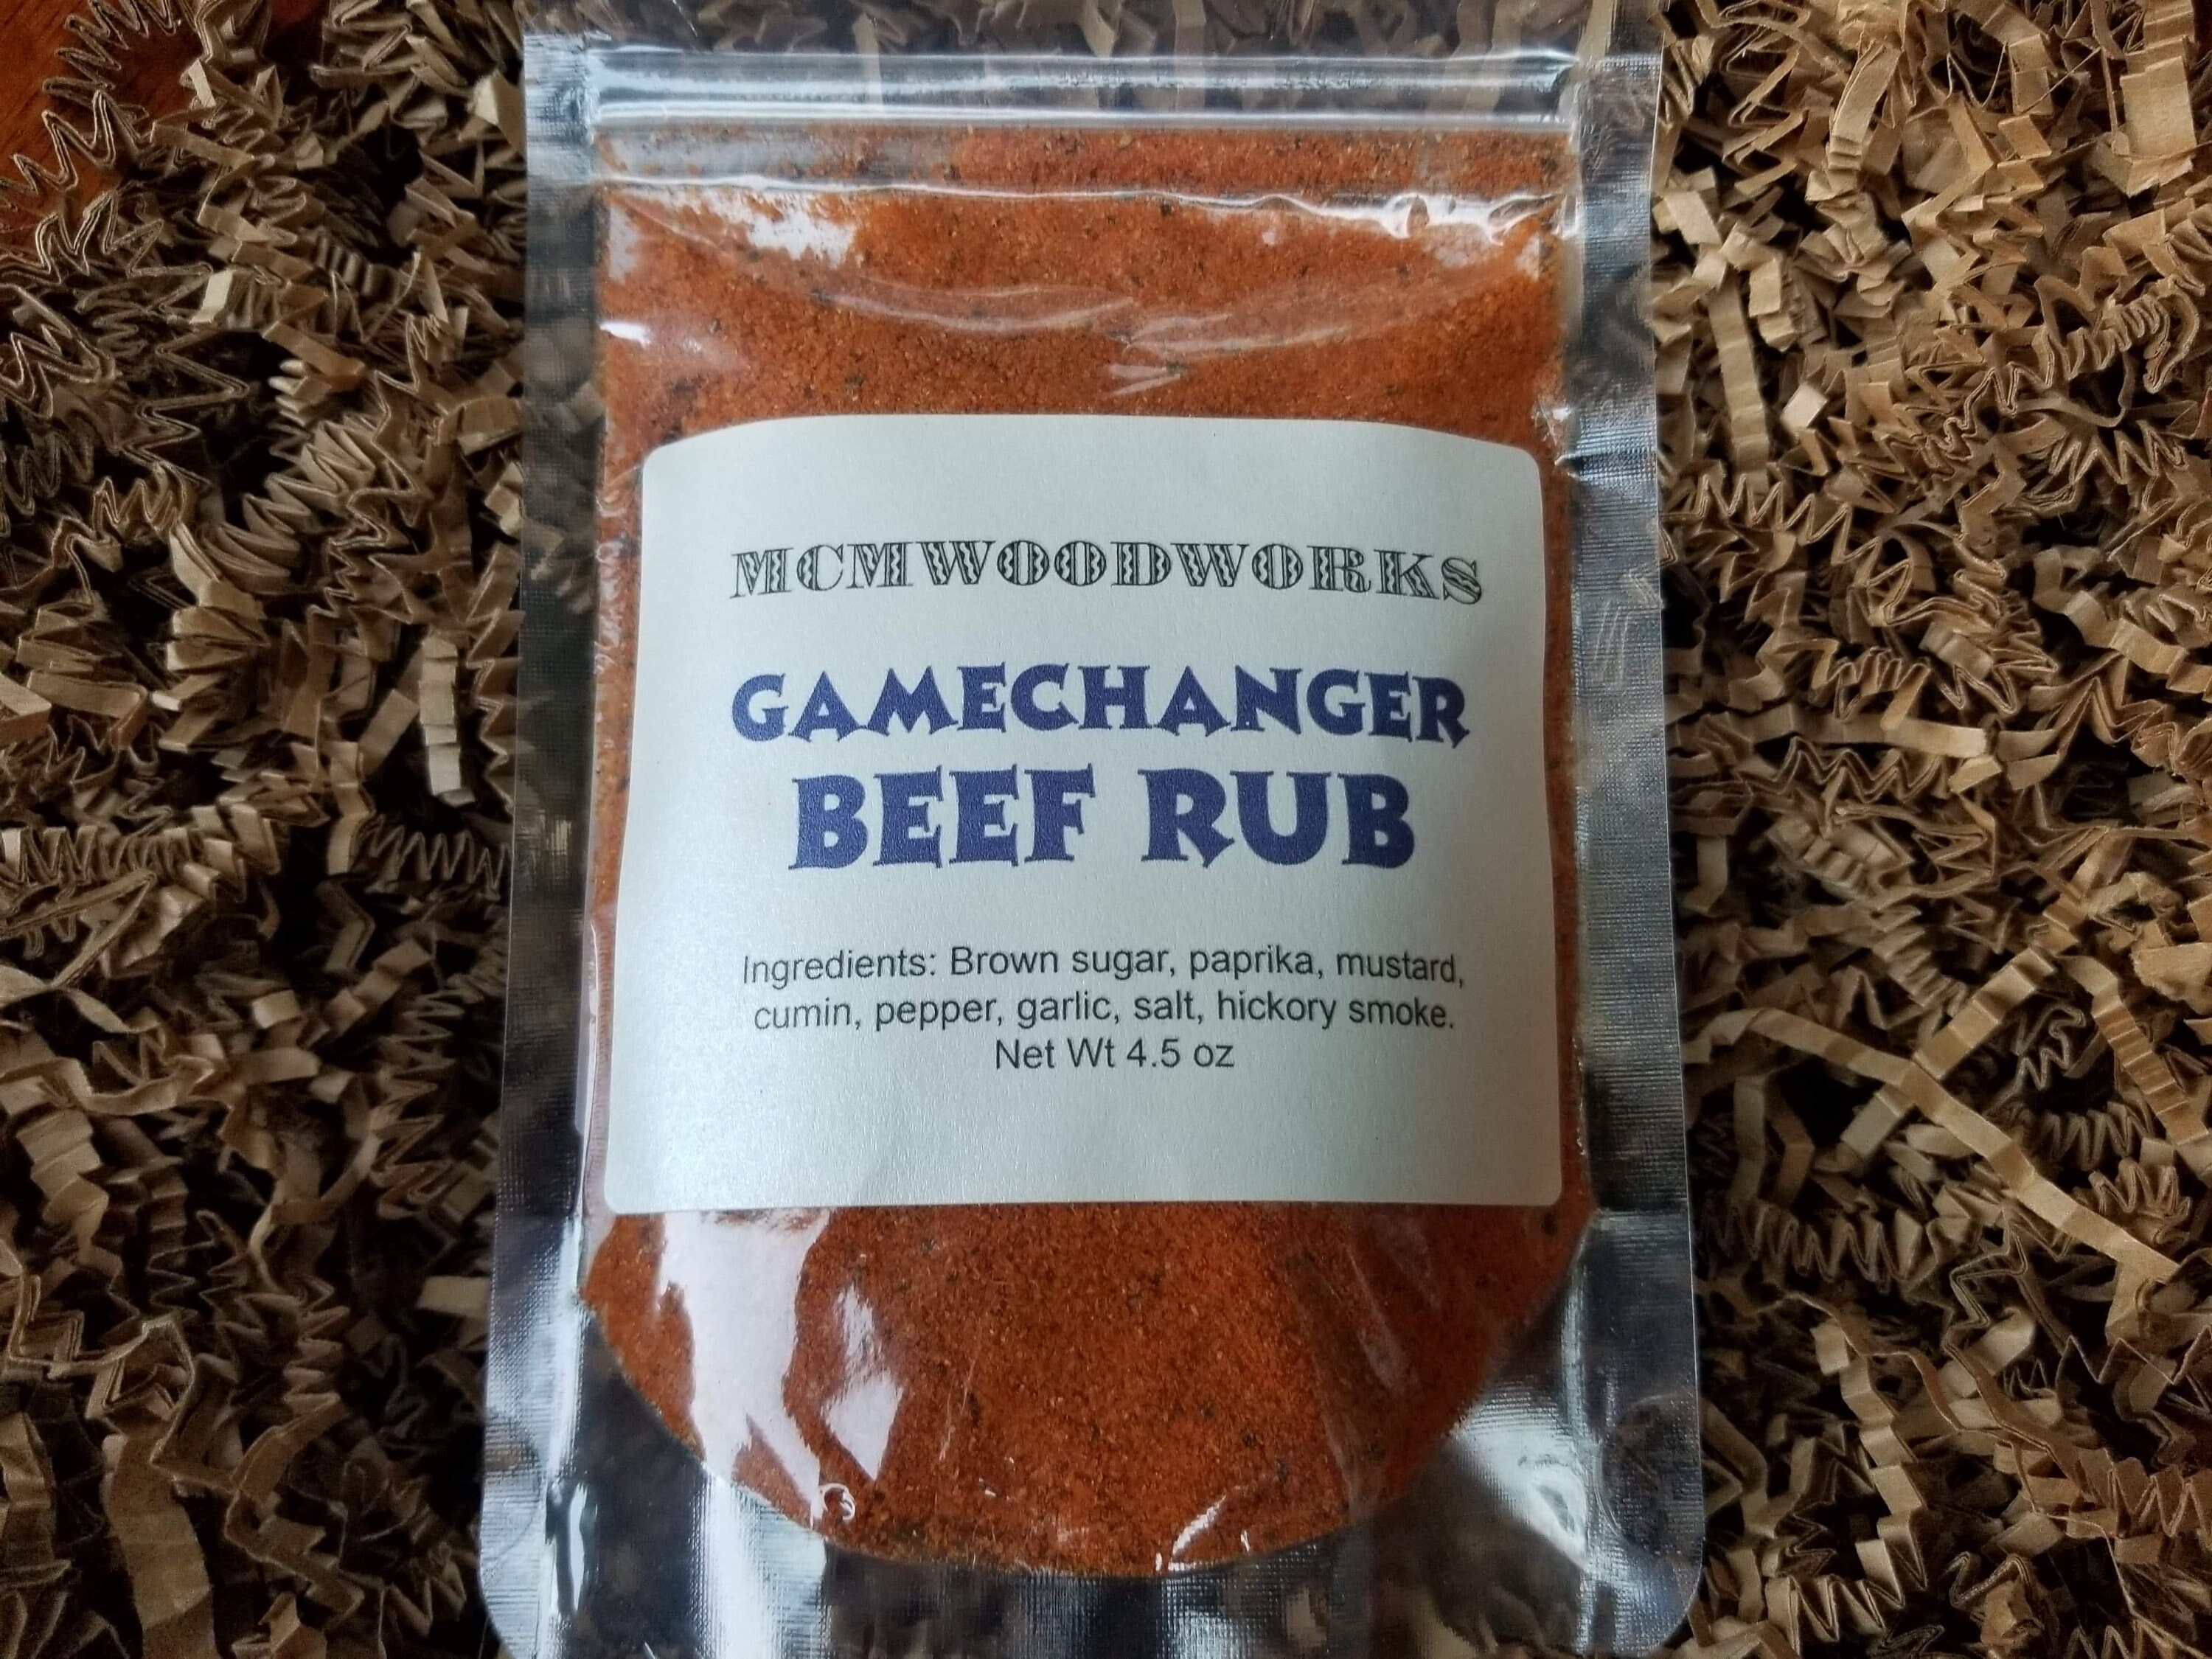 MCMWOODWORKS
GAMECHANGER
BEEF RUB
Ingredients: Brown sugar, paprika, mustard,
cumin, pepper, garlic, salt, hickory smoke.
Net Wt 4.5 oz